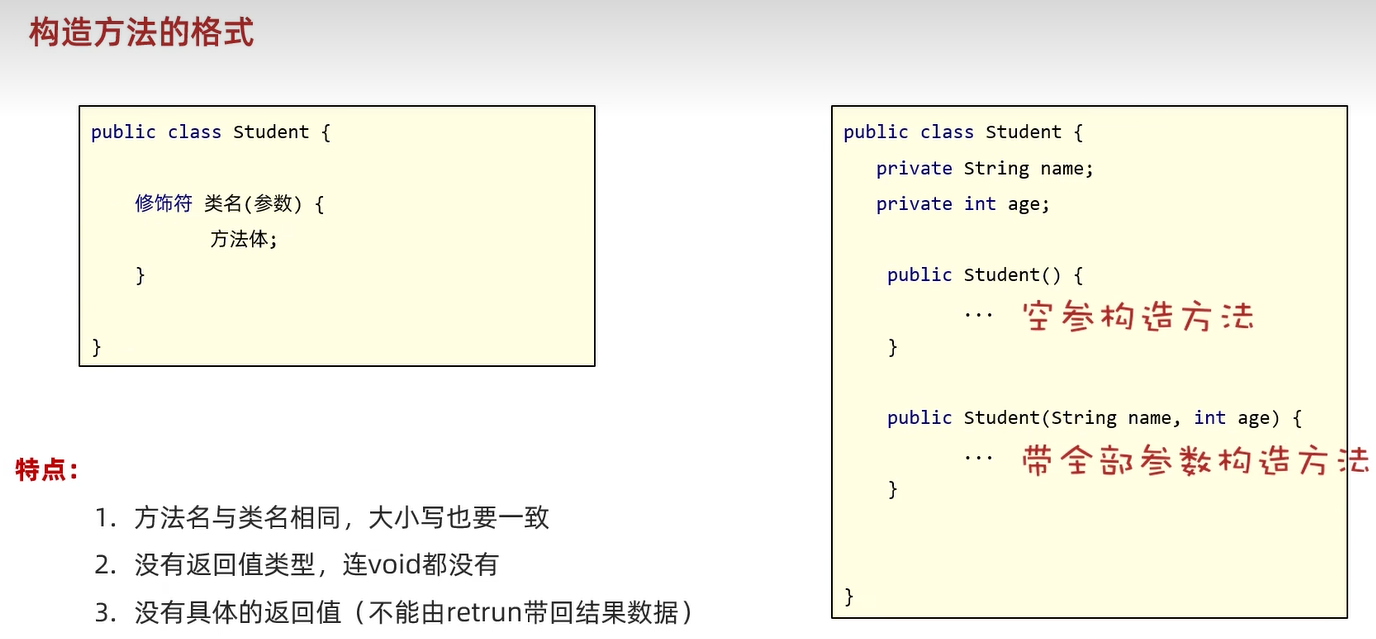 构造方法的格式
public class Student {
修饰符 类名(参数) {
方法体;
}
}
特点：
1. 方法名与类名相同，大小写也要一致
2. 没有返回值类型，连void都没有
3. 没有具体的返回值（不能由retrun带回结果数据）
public class Student {
private String name;
private int age;
public Student() {
... 空参构造方法
}
public Student(String name, int age) {
... 带全部参数构造方法
}
}